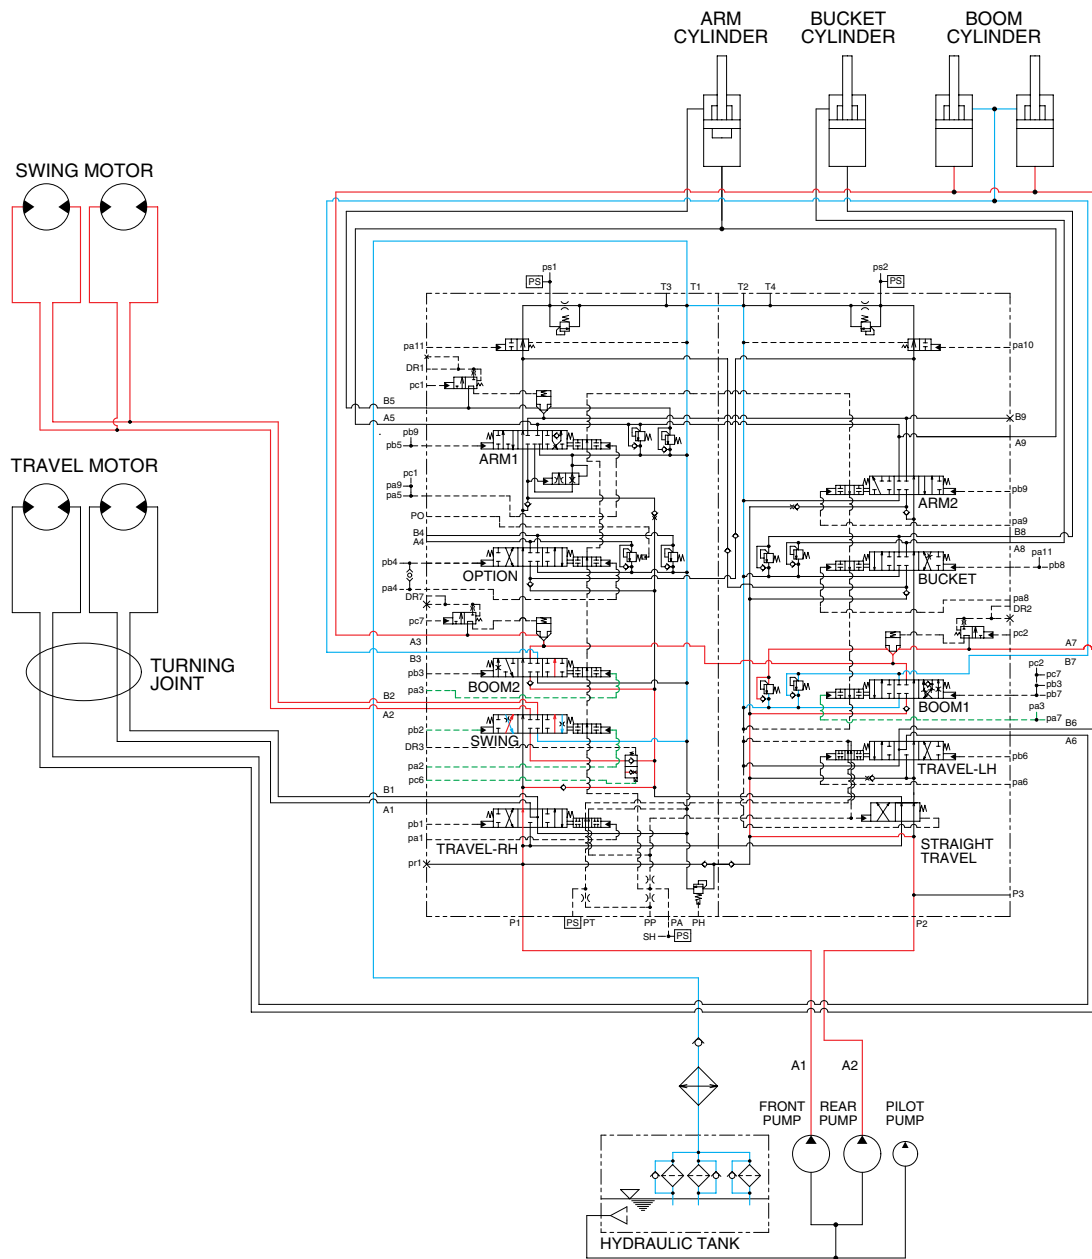 ARM
CYLINDER
BUCKET
CYLINDER
BOOM
CYLINDER
SWING MOTOR
TRAVEL MOTOR
TURNING
JOINT
ps1
PS
T3
T1
T2
T4
ps2
PS
pa11
DR1
pc1
B5
A5
pb9
pb5
ARM1
pc1
pa9
pa5
PO
B4
A4
pb4
OPTION
pa4
DR7
pc7
A3
B3
pb3
BOOM2
pa3
B2
A2
pb2
SWING
DR3
pa2
pc6
B1
A1
pb1
TRAVEL-RH
pa1
pr1
pa10
B9
A9
ARM2
pb9
pa9
B8
A8
pa11
BUCKET
pb8
pa8
DR2
pc2
A7
B7
pc2
pc7
pb3
pb7
BOOM1
pa3
pa7
B6
A6
TRAVEL-LH
pb6
pa6
STRAIGHT
TRAVEL
P3
P1
PS
PT
PP
PA
PH
SH
PS
P2
A1
A2
FRONT
PUMP
REAR
PUMP
PILOT
PUMP
HYDRAULIC TANK